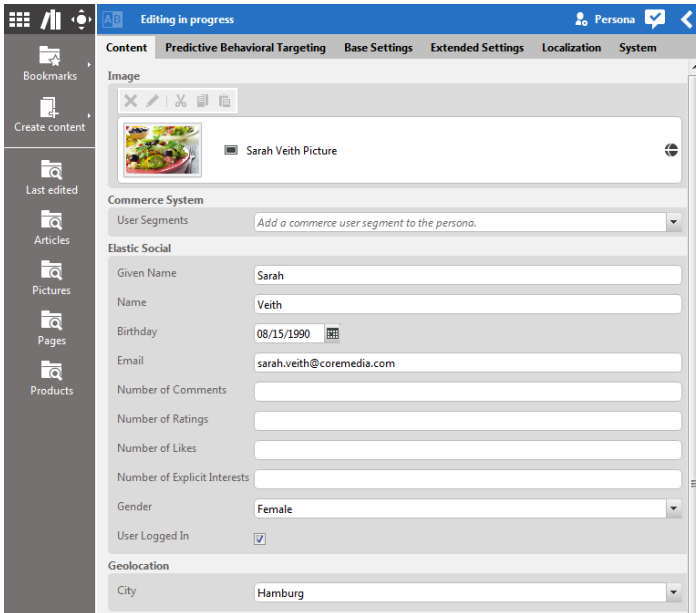 Editing in progress
Persona
Bookmarks
Create content
Last edited
Articles
Pictures
Pages
Products
Content Predictive Behavioral Targeting Base Settings Extended Settings Localization System
Image
Sarah Veith Picture
Commerce System
User Segments Add a commerce user segment to the persona.
Elastic Social
Given Name Sarah
Name Veith
Birthday 08/15/1990
Email sarah.veith@coremedia.com
Number of Comments
Number of Ratings
Number of Likes
Number of Explicit Interests
Gender Female
User Logged In
Geolocation
City Hamburg